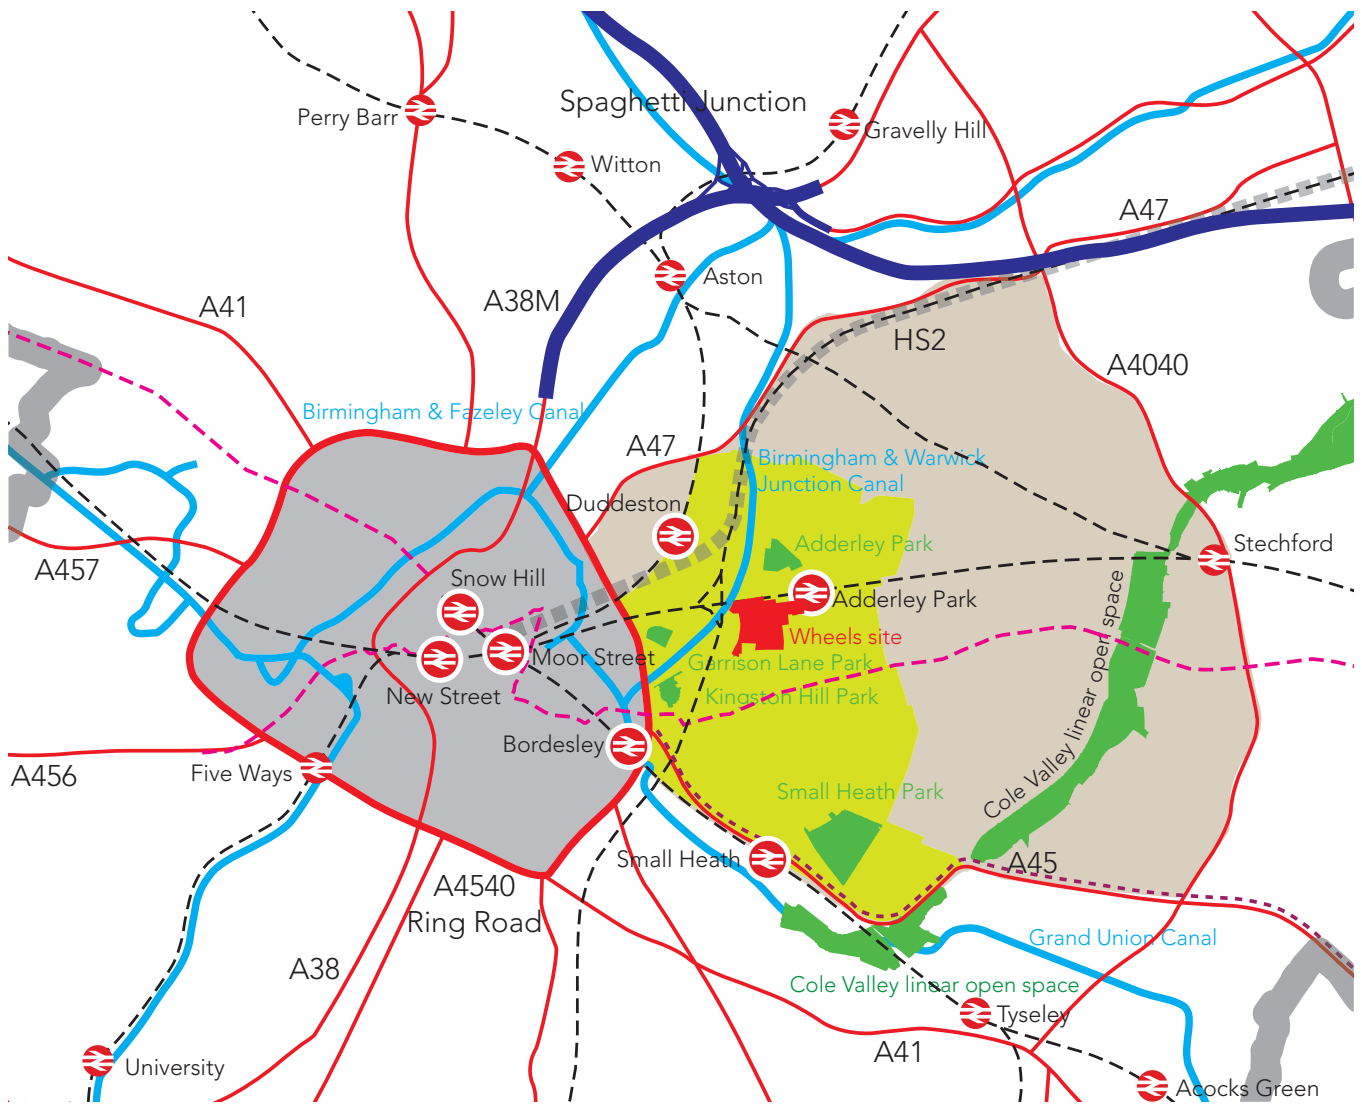 Spaghetti Junction
Perry Barr
Gravelly Hill
Witton
A47
Aston
A41
A38M
HS2
A4040
Birmingham & Fazeley Canal
A47
Birmingham & Warwick
Junction Canal
Duddeston
Adderley Park
Stechford
A457
Snow Hill
Adderley Park
Wheels site
Moor Street
Garrison Lane Park
New Street
Kingston Hill Park
Cole Valley linear open space
Bordesley
A456
Five Ways
Small Heath Park
Small Heath
A45
A4540
Ring Road
Grand Union Canal
A38
Cole Valley linear open space
Tyseley
A41
University
Acocks Green